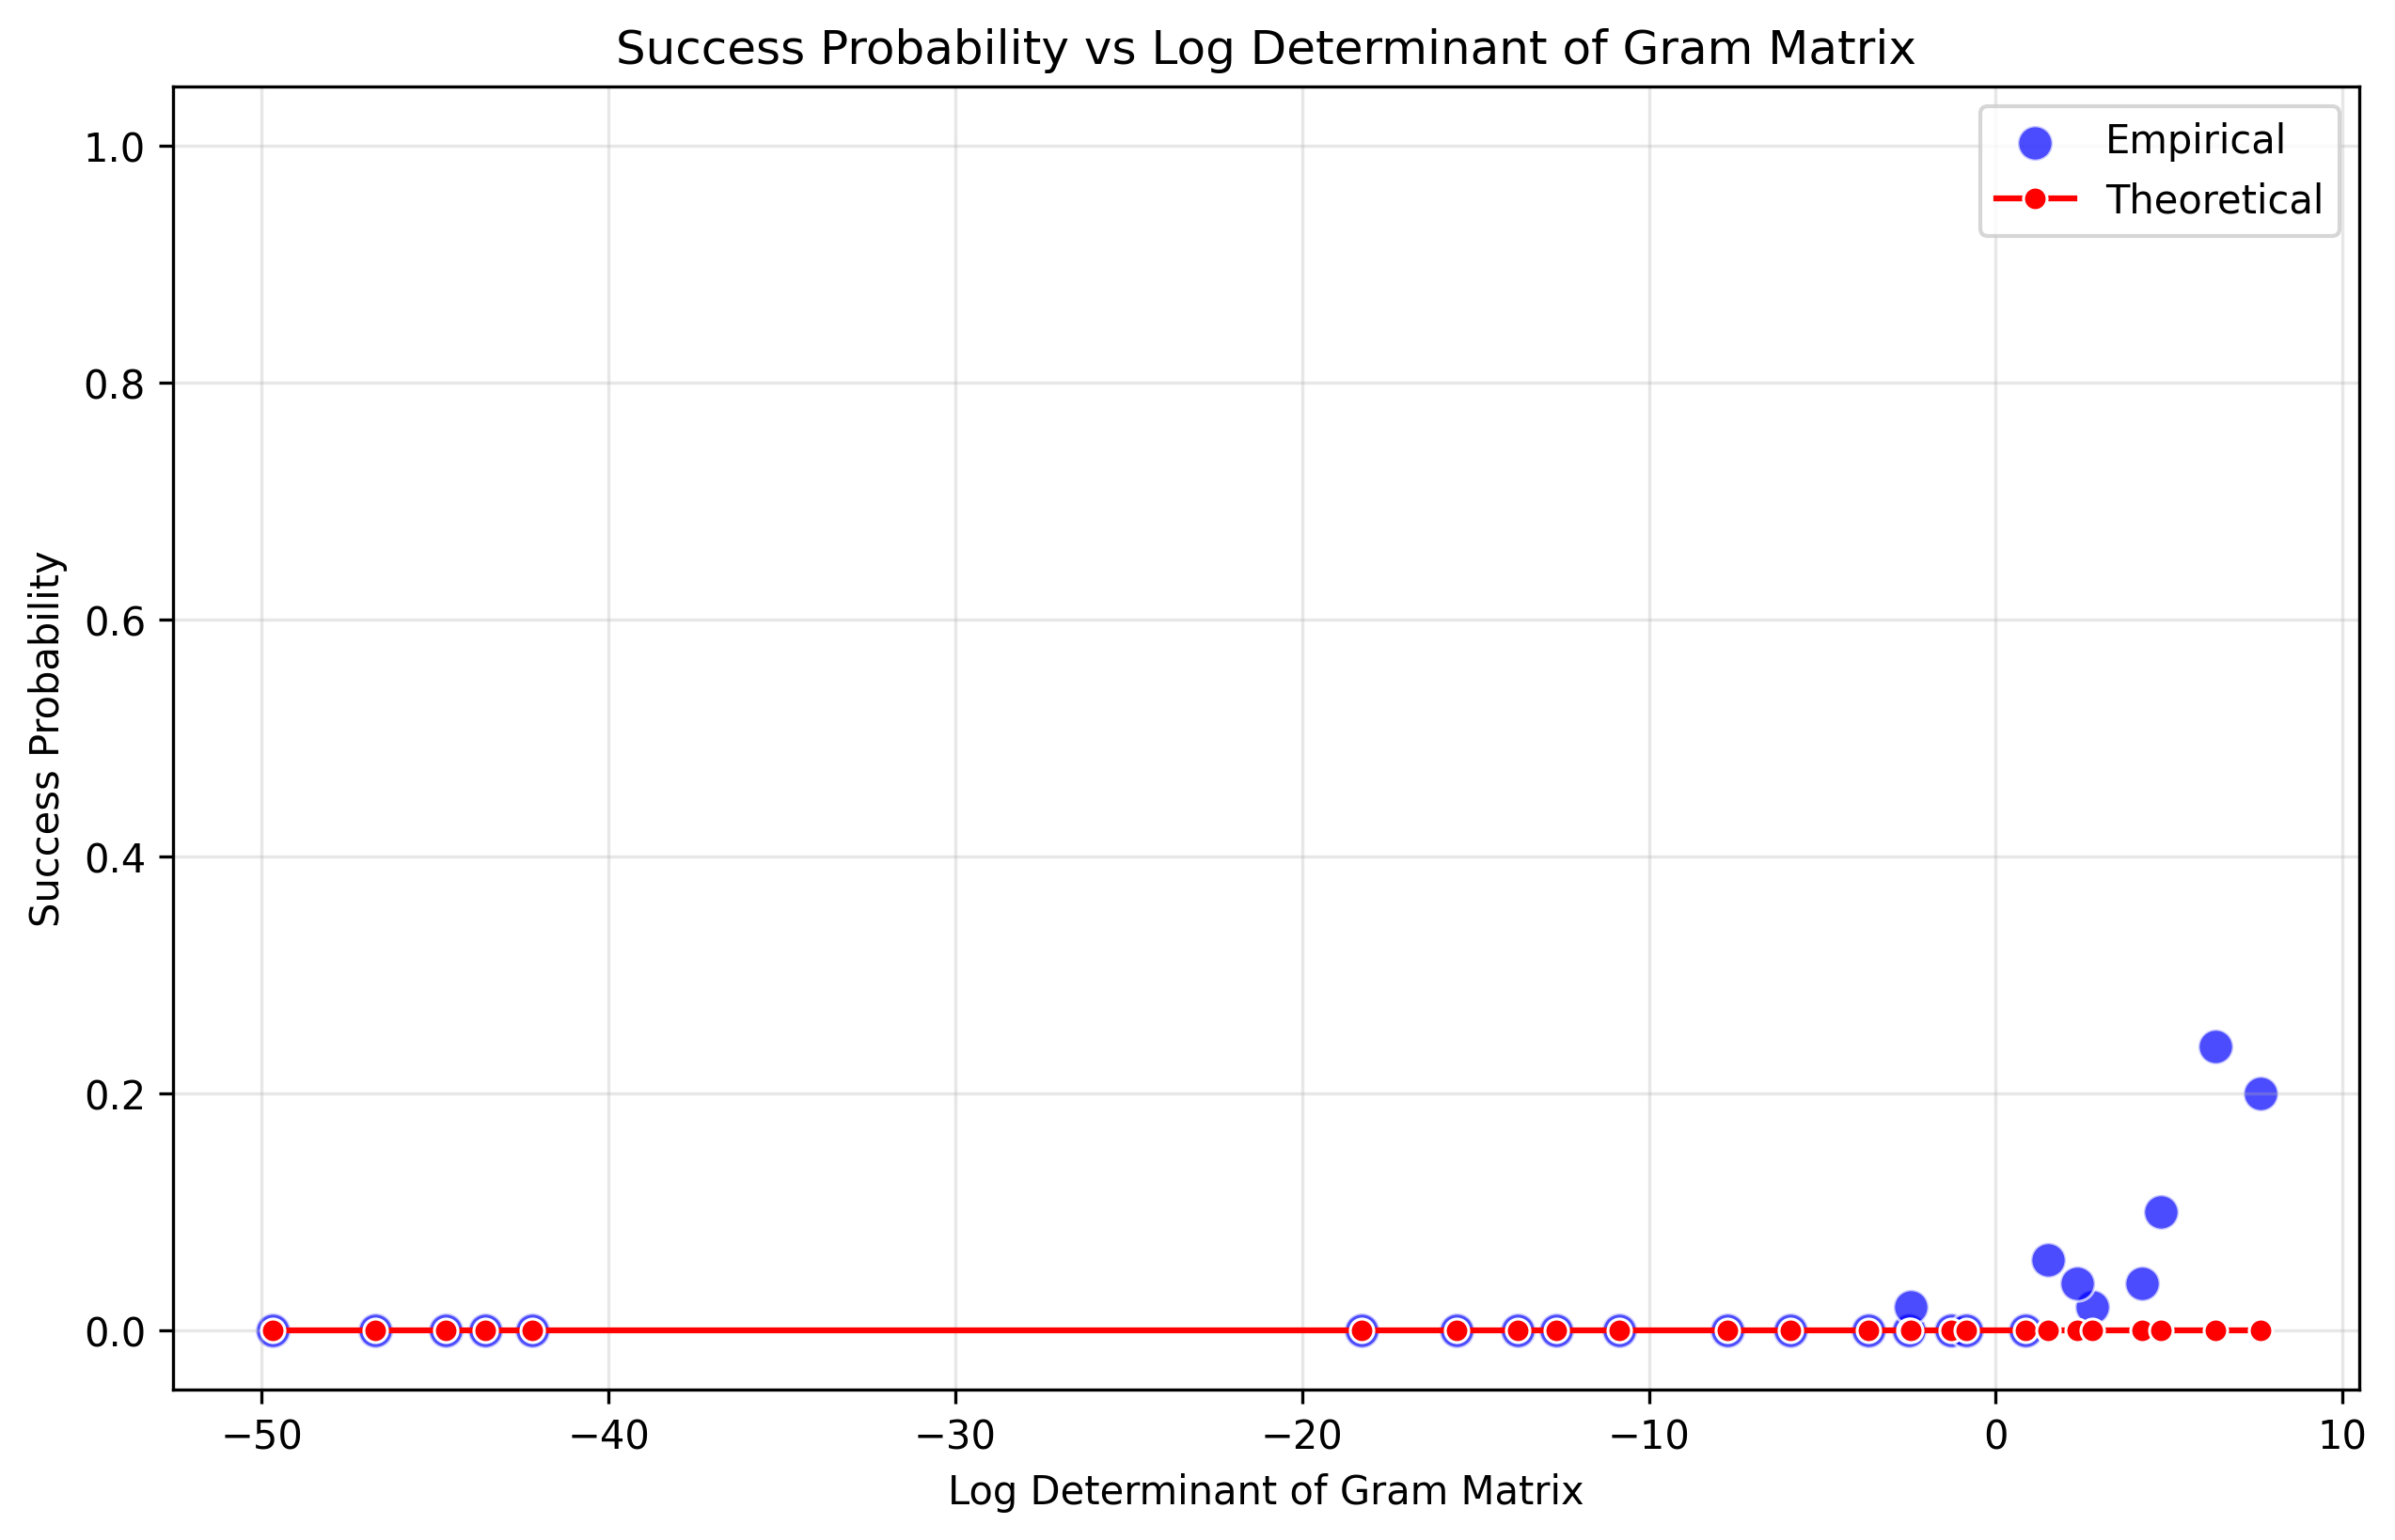 Success Probability vs Log Determinant of Gram Matrix
Empirical
Theoretical
1.0
0.8
0.6
0.4
0.2
0.0
Success Probability
−50 −40 −30 −20 −10 0 10
Log Determinant of Gram Matrix